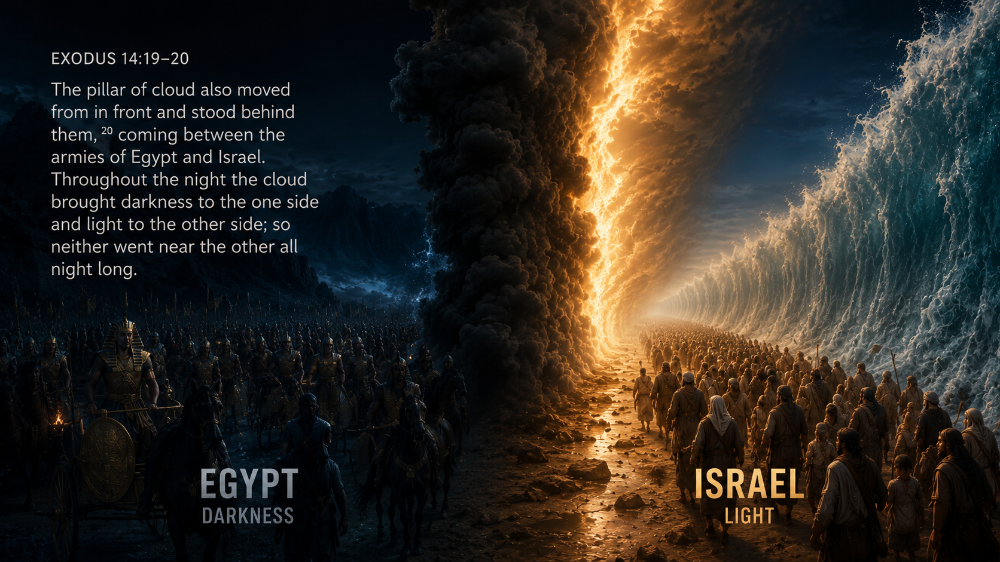 EXODUS 14:19–20
The pillar of cloud also moved
from in front and stood behind
them, 20 coming between the
armies of Egypt and Israel.
Throughout the night the cloud
brought darkness to the one side
and light to the other side; so
neither went near the other all
night long.
EGYPT
DARKNESS
ISRAEL
LIGHT